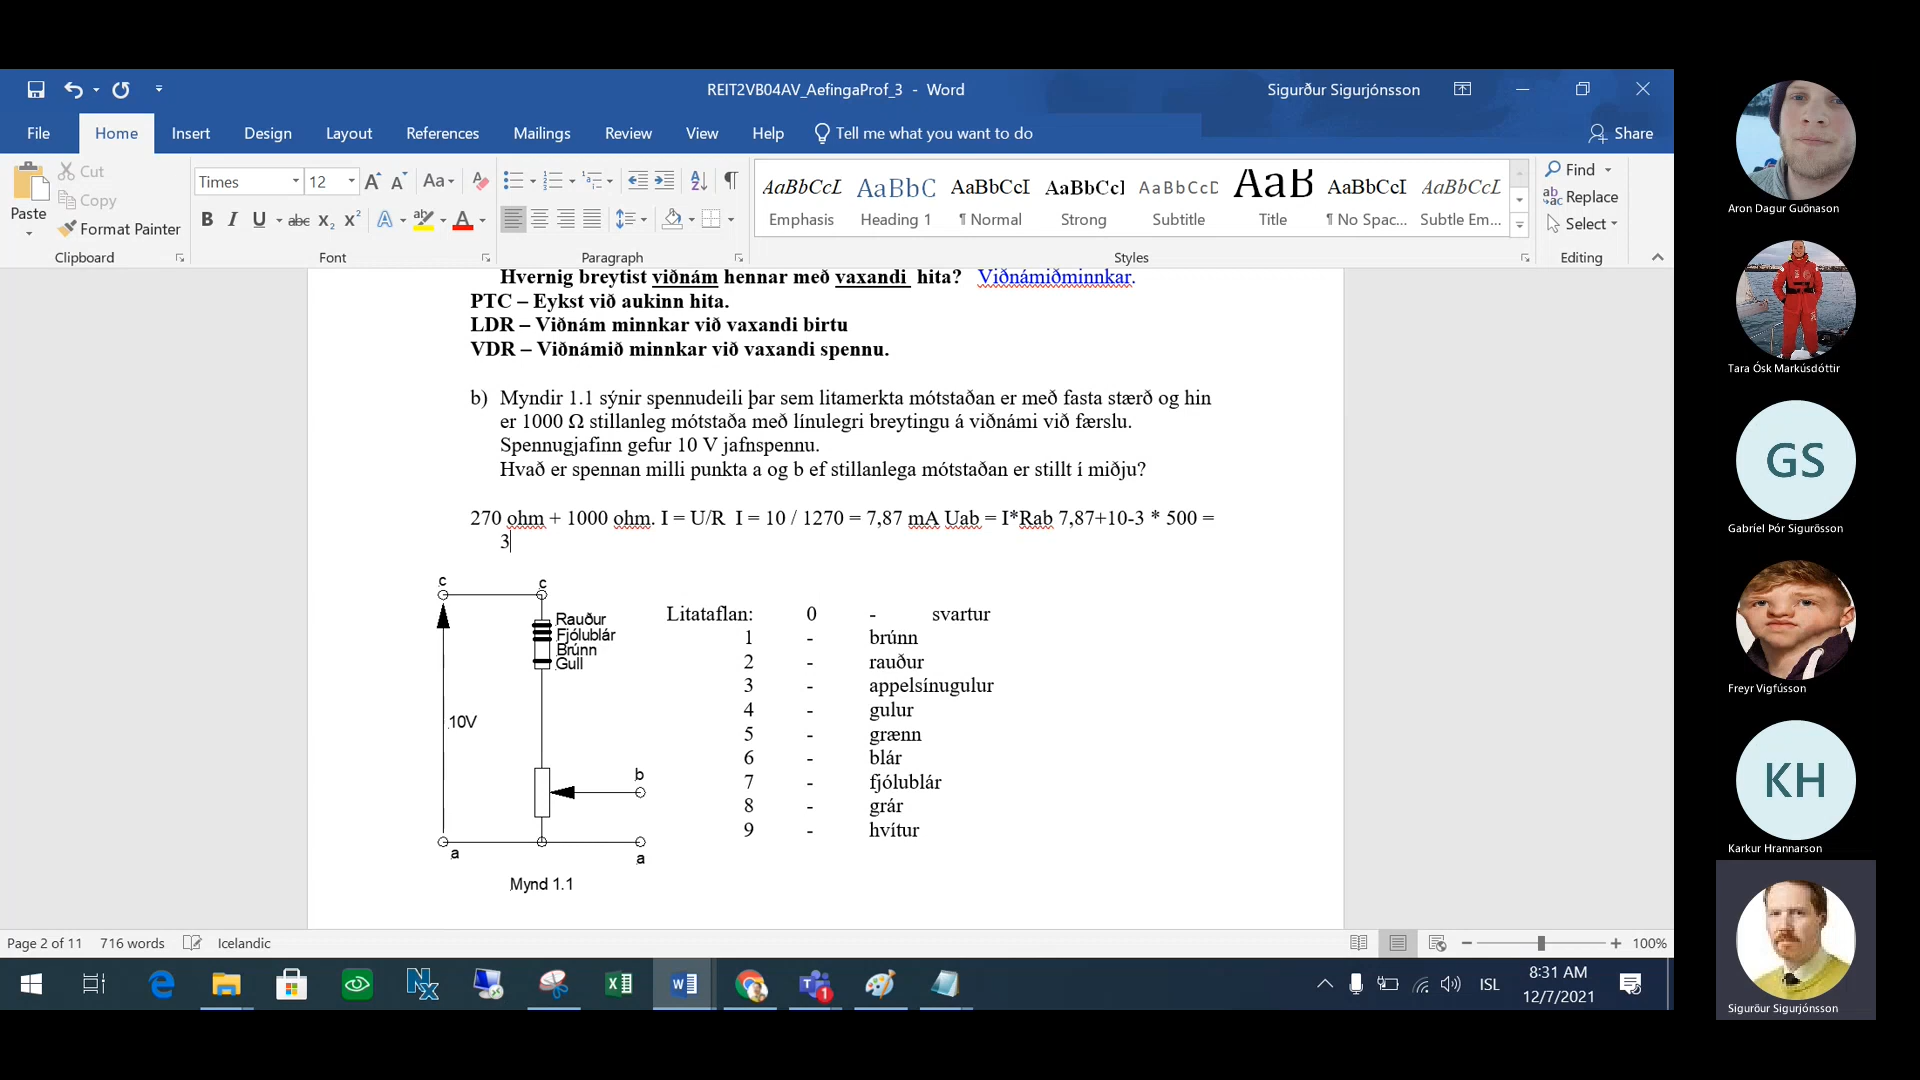 REIT2VB04AV_AefingaProf_3 - Word
Sigurður Sigurjónsson
File Home Insert Design Layout References Mailings Review View Help Tell me what you want to do Share
Paste
Cut
Copy
Format Painter
Clipboard
Times 12
Font
Paragraph
AaBbCcL AaBbC AaBbCcI AaBbCcl AaBbCcD AaB AaBbCcI AaBbCcL
Emphasis Heading 1 ¶ Normal Strong Subtitle Title ¶ No Spac... Subtle Em...
Styles
Find
Replace
Select
Editing
Hvernig breytist viðnám hennar með vaxandi hita? Viðnámiðminnkar.
PTC – Eykst við aukinn hita.
LDR – Viðnám minnkar við vaxandi birtu
VDR – Viðnámið minnkar við vaxandi spennu.
b) Myndir 1.1 sýnir spennudeili þar sem litamerkta mótstaðan er með fasta stærð og hin
er 1000 Ω stillanleg mótstaða með línulegri breytingu á viðnámi við færslu.
Spennugjafinn gefur 10 V jafnspennu.
Hvað er spennan milli punkta a og b ef stillanlega mótstaðan er stillt í miðju?
270 ohm + 1000 ohm. I = U/R I = 10 / 1270 = 7,87 mA Uab = I*Rab 7,87+10-3 * 500 =
3
c c
Rauður
Fjólublár
Brúnn
Gull
10V
b
a
a
Mynd 1.1
Litataflan: 0 - svartur
1 - brúnn
2 - rauður
3 - appelsínugulur
4 - gulur
5 - grænn
6 - blár
7 - fjólublár
8 - grár
9 - hvítur
Page 2 of 11 716 words Icelandic 100%
1
ISL
8:31 AM
12/7/2021
Aron Dagur Guðnason
Tara Ósk Markúsdóttir
GS
Gabríel Þór Sigurðsson
Freyr Vigfússon
KH
Karkur Hrannarson
Sigurður Sigurjónsson